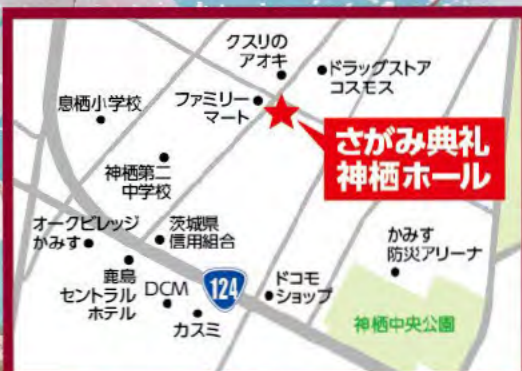 クスリの
アオキ
ドラッグストア
コスモス
息栖小学校
ファミリー
マート
さがみ典礼
神栖ホール
神栖第二
中学校
オークビレッジ
かみす
茨城県
信用組合
かみす
防災アリーナ
鹿島
セントラル
ホテル
DCM
カスミ
124
ドコモ
ショップ
神栖中央公園